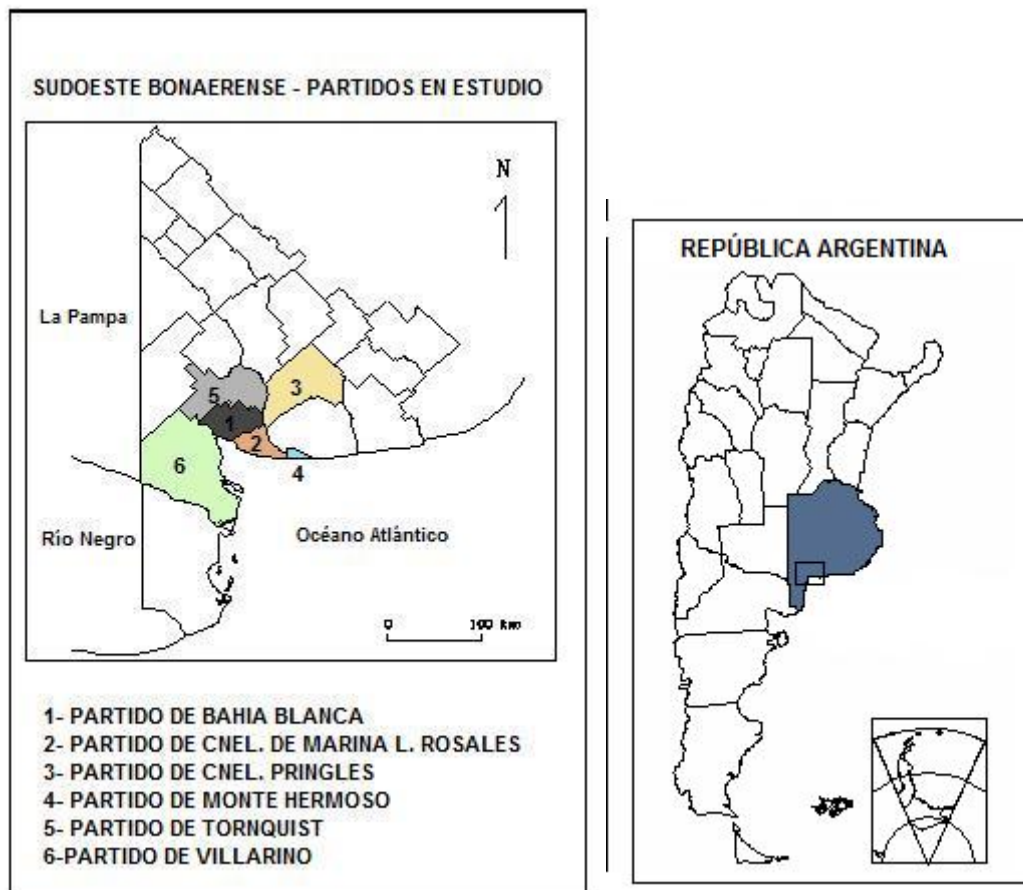 SUDOESTE BONAERENSE - PARTIDOS EN ESTUDIO
N
La Pampa
5
3
1
2
6
4
Río Negro
Océano Atlántico
0 100 Km
1- PARTIDO DE BAHIA BLANCA
2- PARTIDO DE CNEL. DE MARINA L. ROSALES
3- PARTIDO DE CNEL. PRINGLES
4- PARTIDO DE MONTE HERMOSO
5- PARTIDO DE TORNQUIST
6-PARTIDO DE VILLARINO
REPÚBLICA ARGENTINA